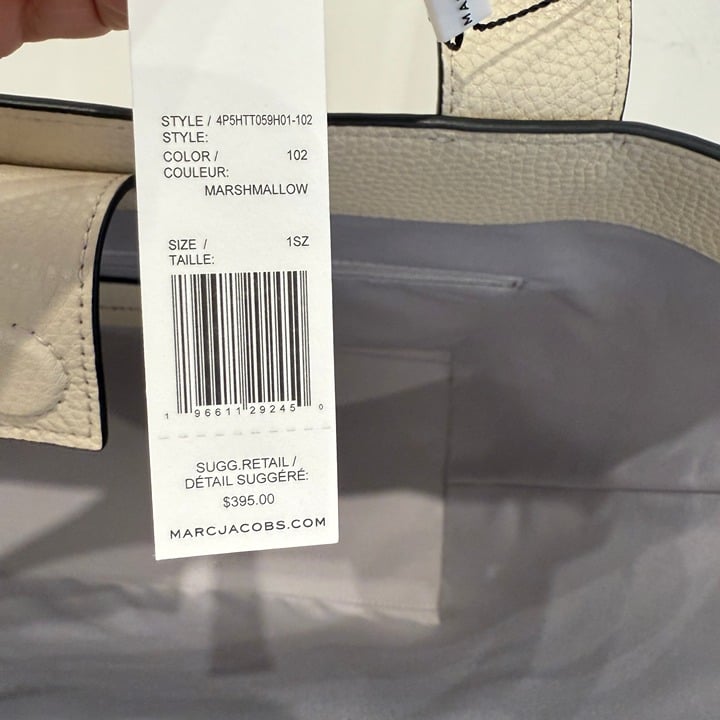 STYLE / 4P5HTT059H01-102
STYLE:
COLOR / 102
COULEUR:
MARSHMALLOW
SIZE / 1SZ
TAILLE:
1 96611 29245 0
SUGG.RETAIL /
DÉTAIL SUGGÉRÉ:
$395.00
MARCJACOBS.COM